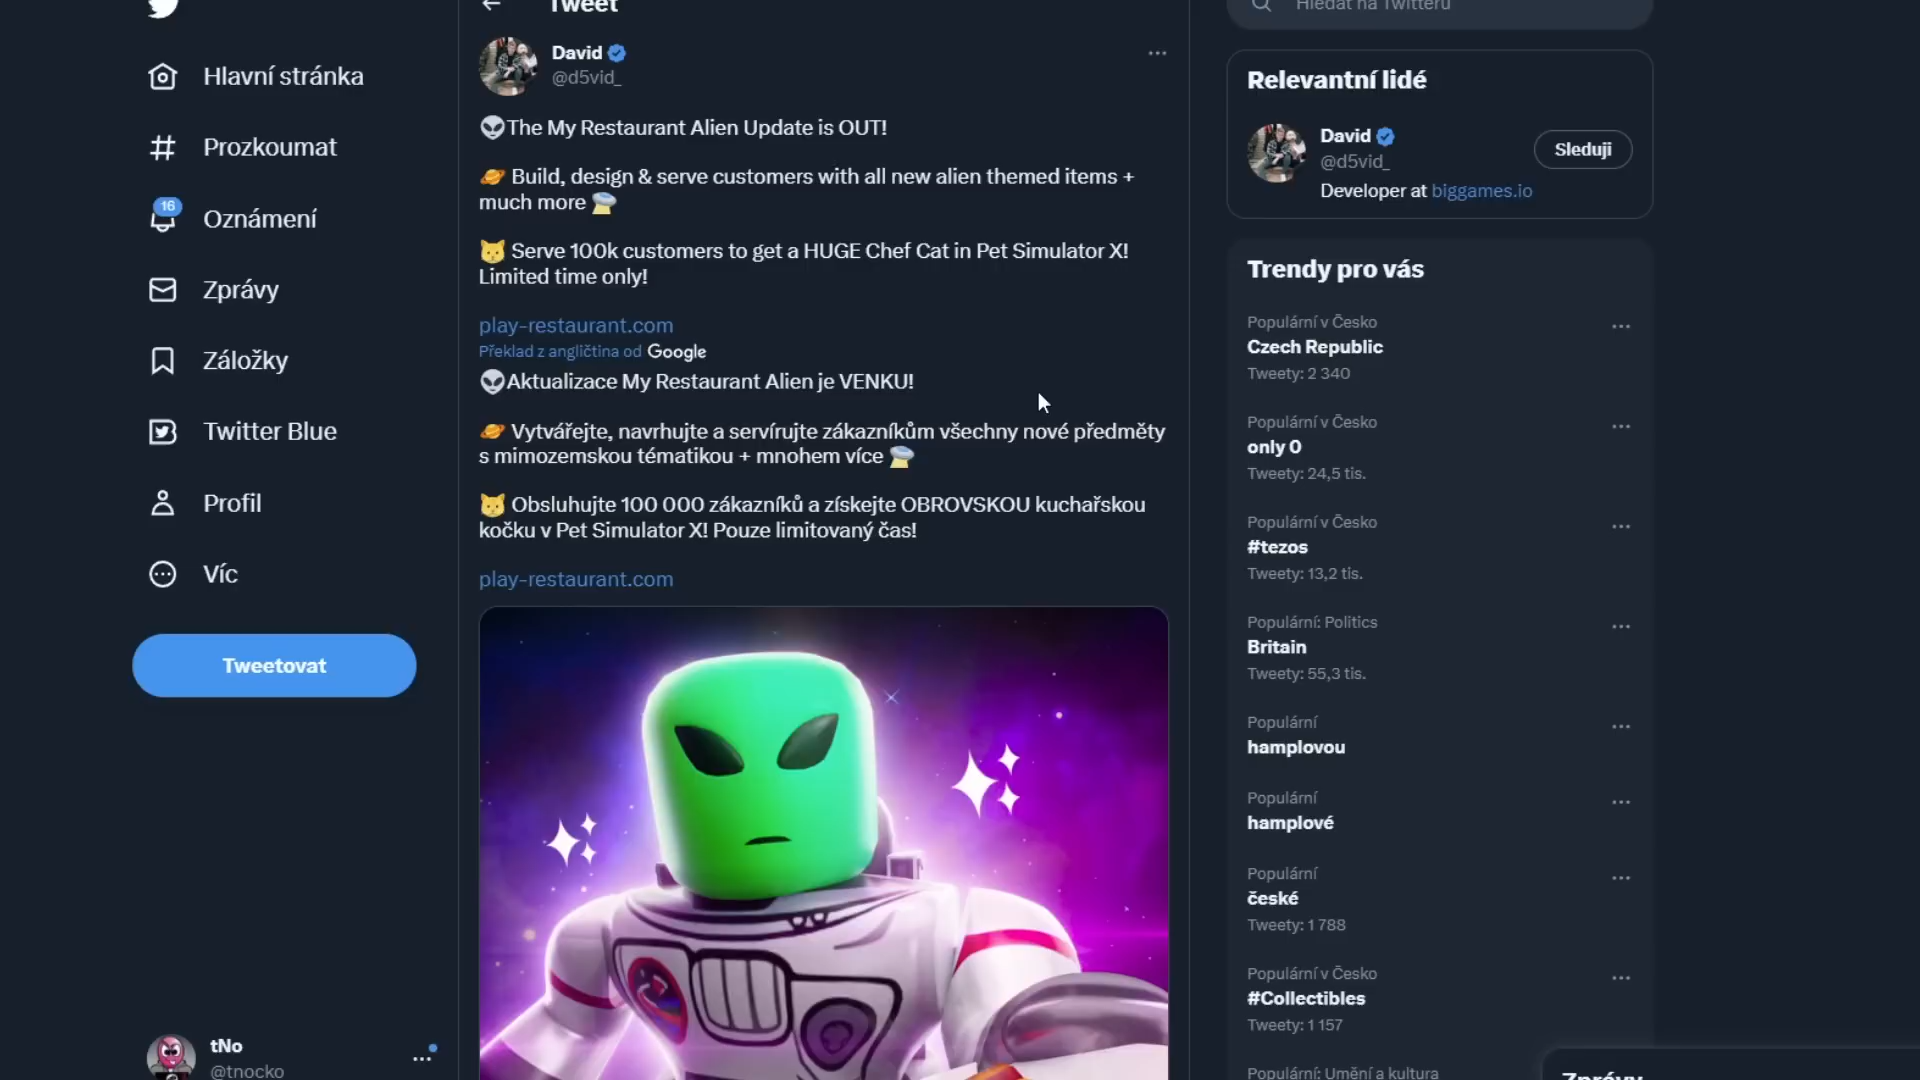 Tweet
Hledat na Twitteru
Hlavní stránka
Prozkoumat
16
Oznámení
Zprávy
Záložky
Twitter Blue
Profil
Víc
Tweetovat
tNo
@tnocko
David
@d5vid_
👽The My Restaurant Alien Update is OUT!
🪐 Build, design & serve customers with all new alien themed items +
much more 🛸
🐱 Serve 100k customers to get a HUGE Chef Cat in Pet Simulator X!
Limited time only!
play-restaurant.com
Překlad z angličtina od Google
👽Aktualizace My Restaurant Alien je VENKU!
🪐 Vytvářejte, navrhujte a servírujte zákazníkům všechny nové předměty
s mimozemskou tématikou + mnohem více 🛸
🐱 Obsluhujte 100 000 zákazníků a získejte OBROVSKOU kuchařskou
kočku v Pet Simulator X! Pouze limitovaný čas!
play-restaurant.com
Relevantní lidé
David
@d5vid_
Sleduji
Developer at biggames.io
Trendy pro vás
Populární v Česko
Czech Republic
Tweety: 2 340
Populární v Česko
only 0
Tweety: 24,5 tis.
Populární v Česko
#tezos
Tweety: 13,2 tis.
Populární: Politics
Britain
Tweety: 55,3 tis.
Populární
hamplovou
Populární
hamplové
Populární
české
Tweety: 1 788
Populární v Česko
#Collectibles
Tweety: 1 157
Populární: Umění a kultura
Zprávy